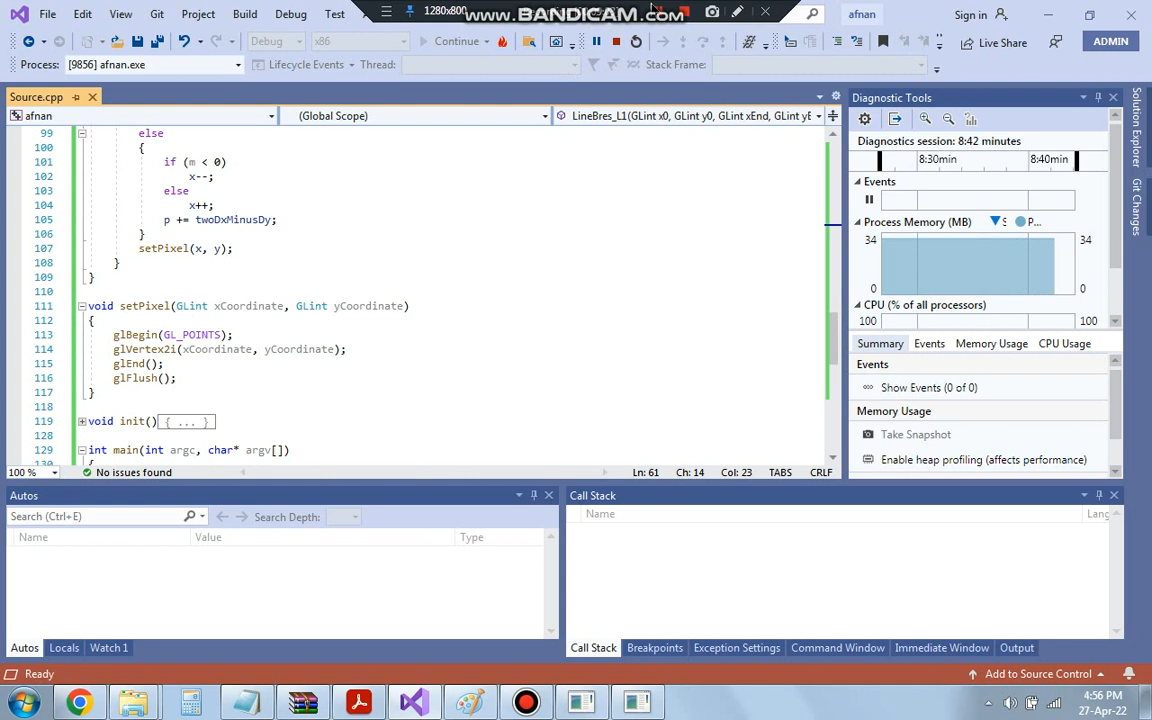 File Edit View Git Project Build Debug Test
1280x800
www.BANDICAM.com
afnan
Sign in
Debug x86 Continue
Live Share
ADMIN
Process: [9856] afnan.exe Lifecycle Events Thread: Stack Frame:
Source.cpp
afnan (Global Scope) LineBres_L1(GLint x0, GLint y0, GLint xEnd, GLint yE
99 else
100 {
101 if (m < 0)
102 x--;
103 else
104 x++;
105 p += twoDxMinusDy;
106 }
107 setPixel(x, y);
108 }
109 }
110
111 void setPixel(GLint xCoordinate, GLint yCoordinate)
112 {
113 glBegin(GL_POINTS);
114 glVertex2i(xCoordinate, yCoordinate);
115 glEnd();
116 glFlush();
117 }
118
119 void init() { ... }
128
129 int main(int argc, char* argv[])
130 {
100 % No issues found Ln: 61 Ch: 14 Col: 23 TABS CRLF
Diagnostic Tools
Diagnostics session: 8:42 minutes
8:30min 8:40min
Events
Process Memory (MB) P...
34 34
0 0
CPU (% of all processors)
100 100
Summary Events Memory Usage CPU Usage
Events
Show Events (0 of 0)
Memory Usage
Take Snapshot
Enable heap profiling (affects performance)
Solution Explorer
Git Changes
Autos
Search (Ctrl+E) Search Depth:
Name Value Type
Autos Locals Watch 1
Call Stack
Name Lang
Call Stack Breakpoints Exception Settings Command Window Immediate Window Output
Ready
Add to Source Control
4:56 PM
27-Apr-22